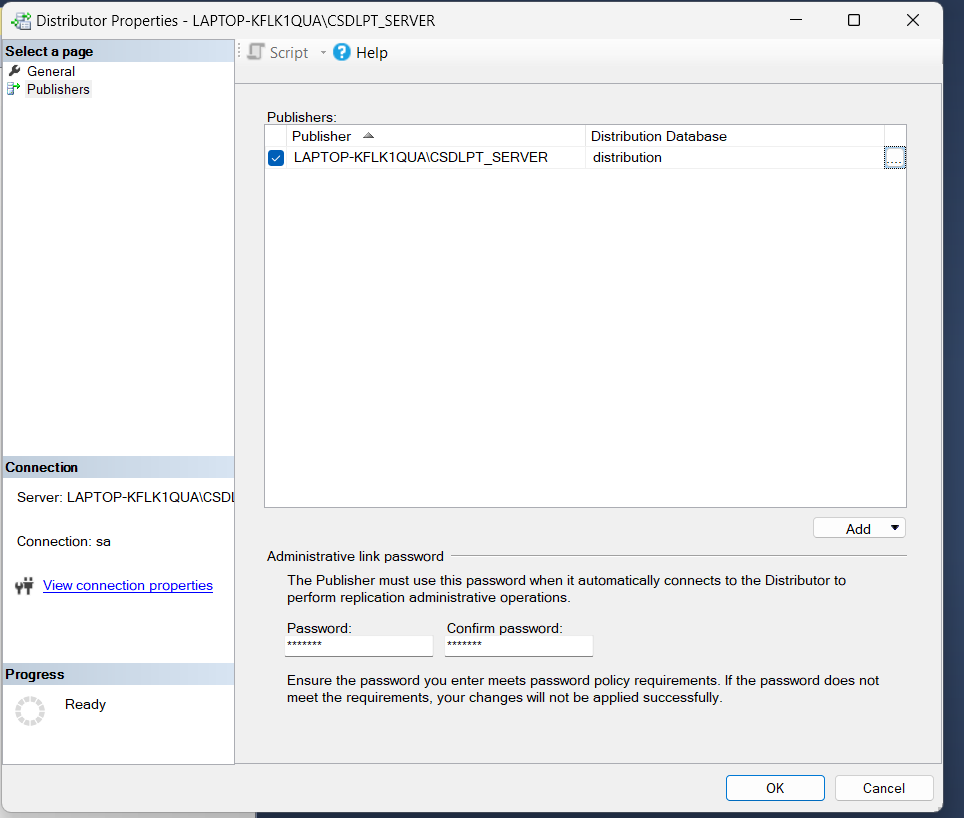 Distributor Properties - LAPTOP-KFLK1QUA\CSDLPT_SERVER
Select a page
General
Publishers
Script
Help
Publishers:
Publisher Distribution Database
LAPTOP-KFLK1QUA\CSDLPT_SERVER distribution ...
Add
Administrative link password
The Publisher must use this password when it automatically connects to the Distributor to
perform replication administrative operations.
Password: Confirm password:
******* *******
Ensure the password you enter meets password policy requirements. If the password does not
meet the requirements, your changes will not be applied successfully.
Connection
Server: LAPTOP-KFLK1QUA\CSDL
Connection: sa
View connection properties
Progress
Ready
OK Cancel